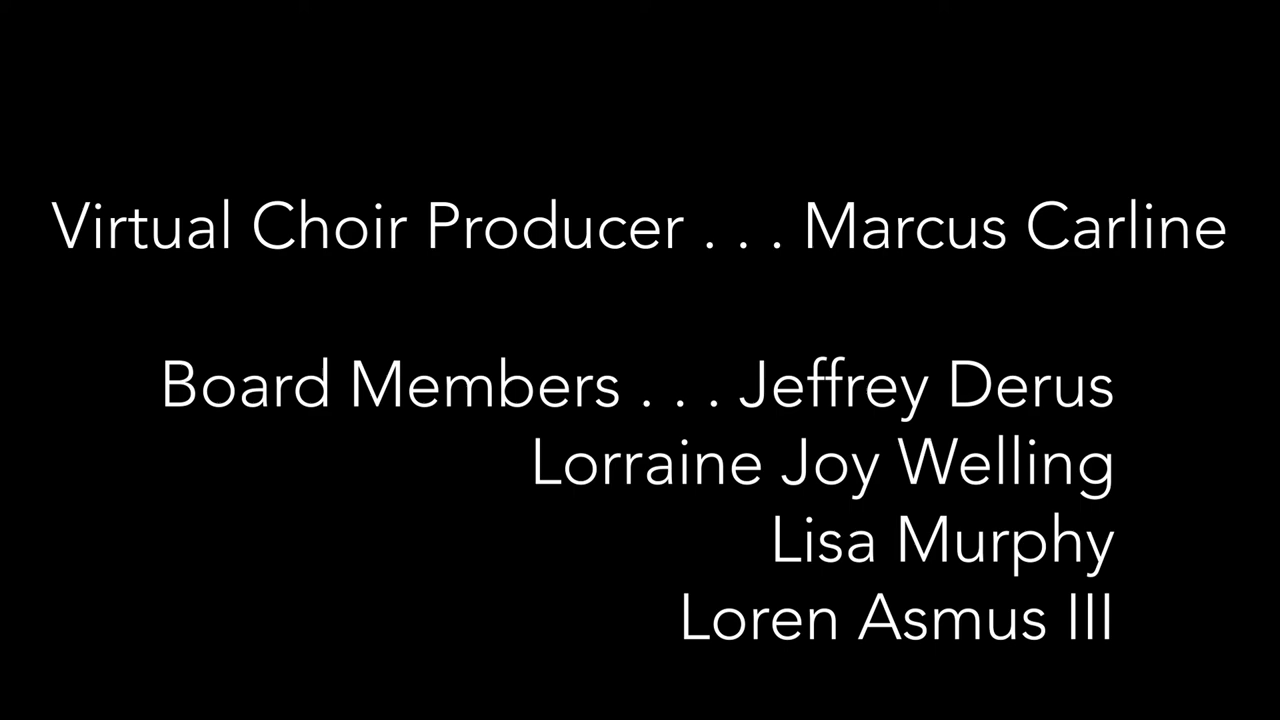 Virtual Choir Producer . . . Marcus Carline
Board Members . . . Jeffrey Derus
Lorraine Joy Welling
Lisa Murphy
Loren Asmus III